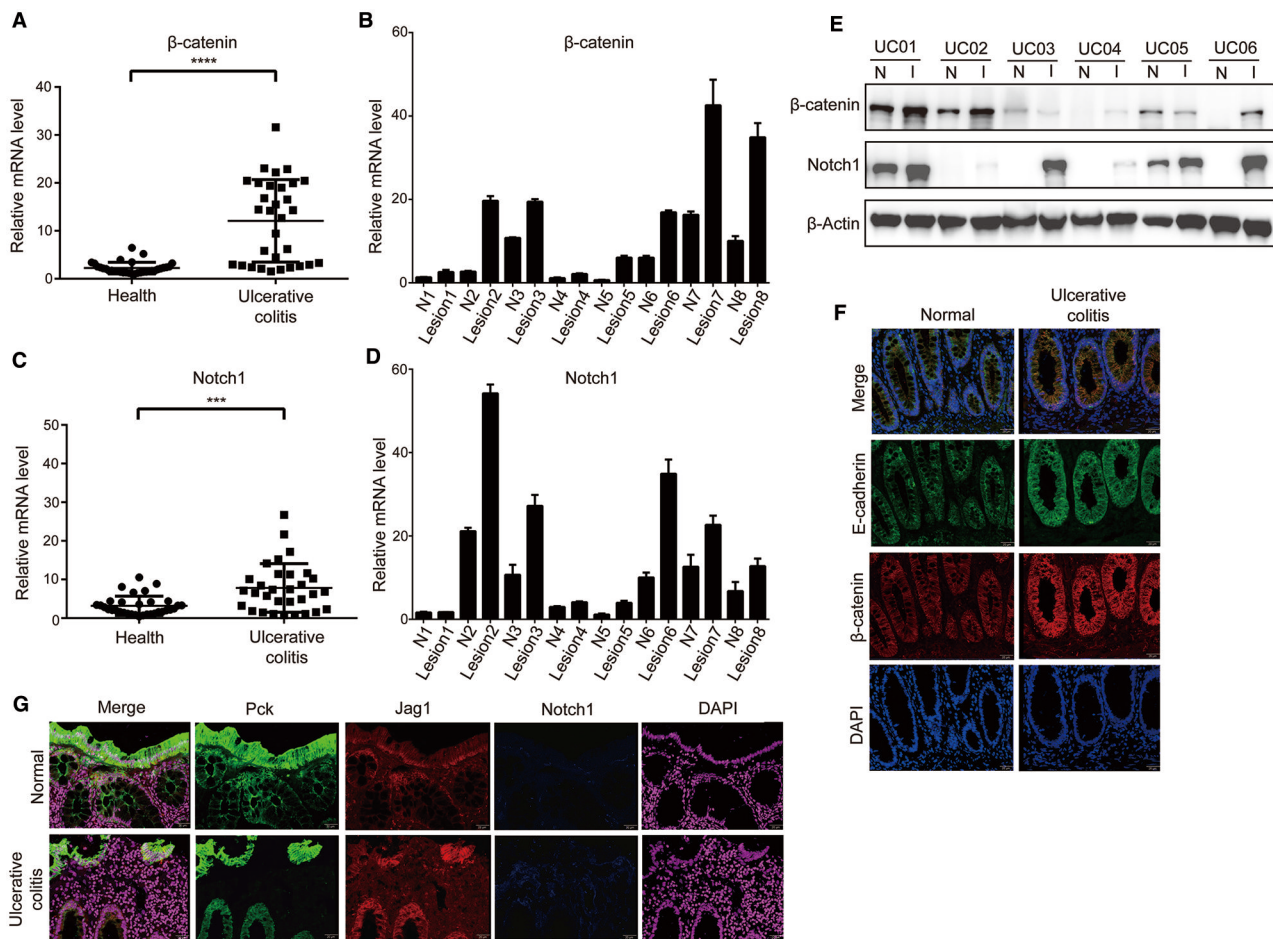 A
β-catenin
****
Relative mRNA level
40
30
20
10
0
Health
Ulcerative
colitis
B
β-catenin
Relative mRNA level
60
40
20
0
N1
Lesion1
N2
Lesion2
N3
Lesion3
N4
Lesion4
N5
Lesion5
N6
Lesion6
N7
Lesion7
N8
Lesion8
C
Notch1
***
Relative mRNA level
50
40
30
20
10
0
Health
Ulcerative
colitis
D
Notch1
Relative mRNA level
60
40
20
0
N1
Lesion1
N2
Lesion2
N3
Lesion3
N4
Lesion4
N5
Lesion5
N6
Lesion6
N7
Lesion7
N8
Lesion8
E
UC01 UC02 UC03 UC04 UC05 UC06
N I N I N I N I N I N I
β-catenin
Notch1
β-Actin
F
Normal
Ulcerative
colitis
Merge
E-cadherin
β-catenin
DAPI
G
Merge Pck Jag1 Notch1 DAPI
Normal
Ulcerative
colitis